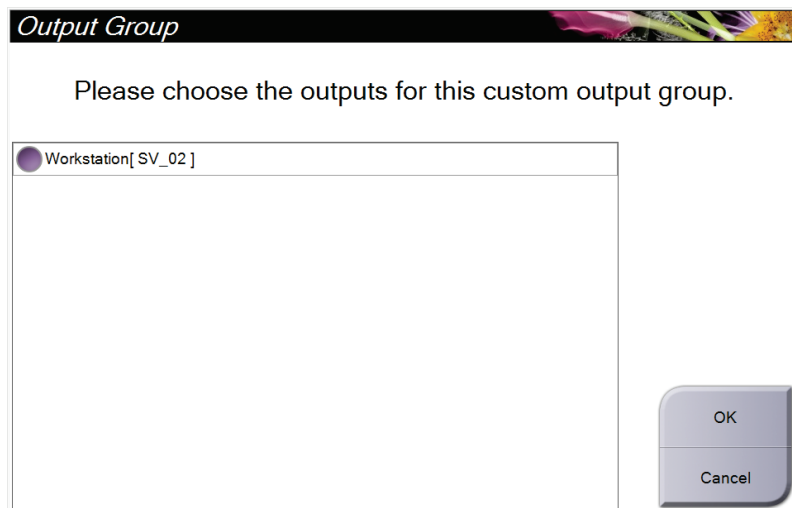 Output Group
Please choose the outputs for this custom output group.
Workstation[ SV_02 ]
OK
Cancel